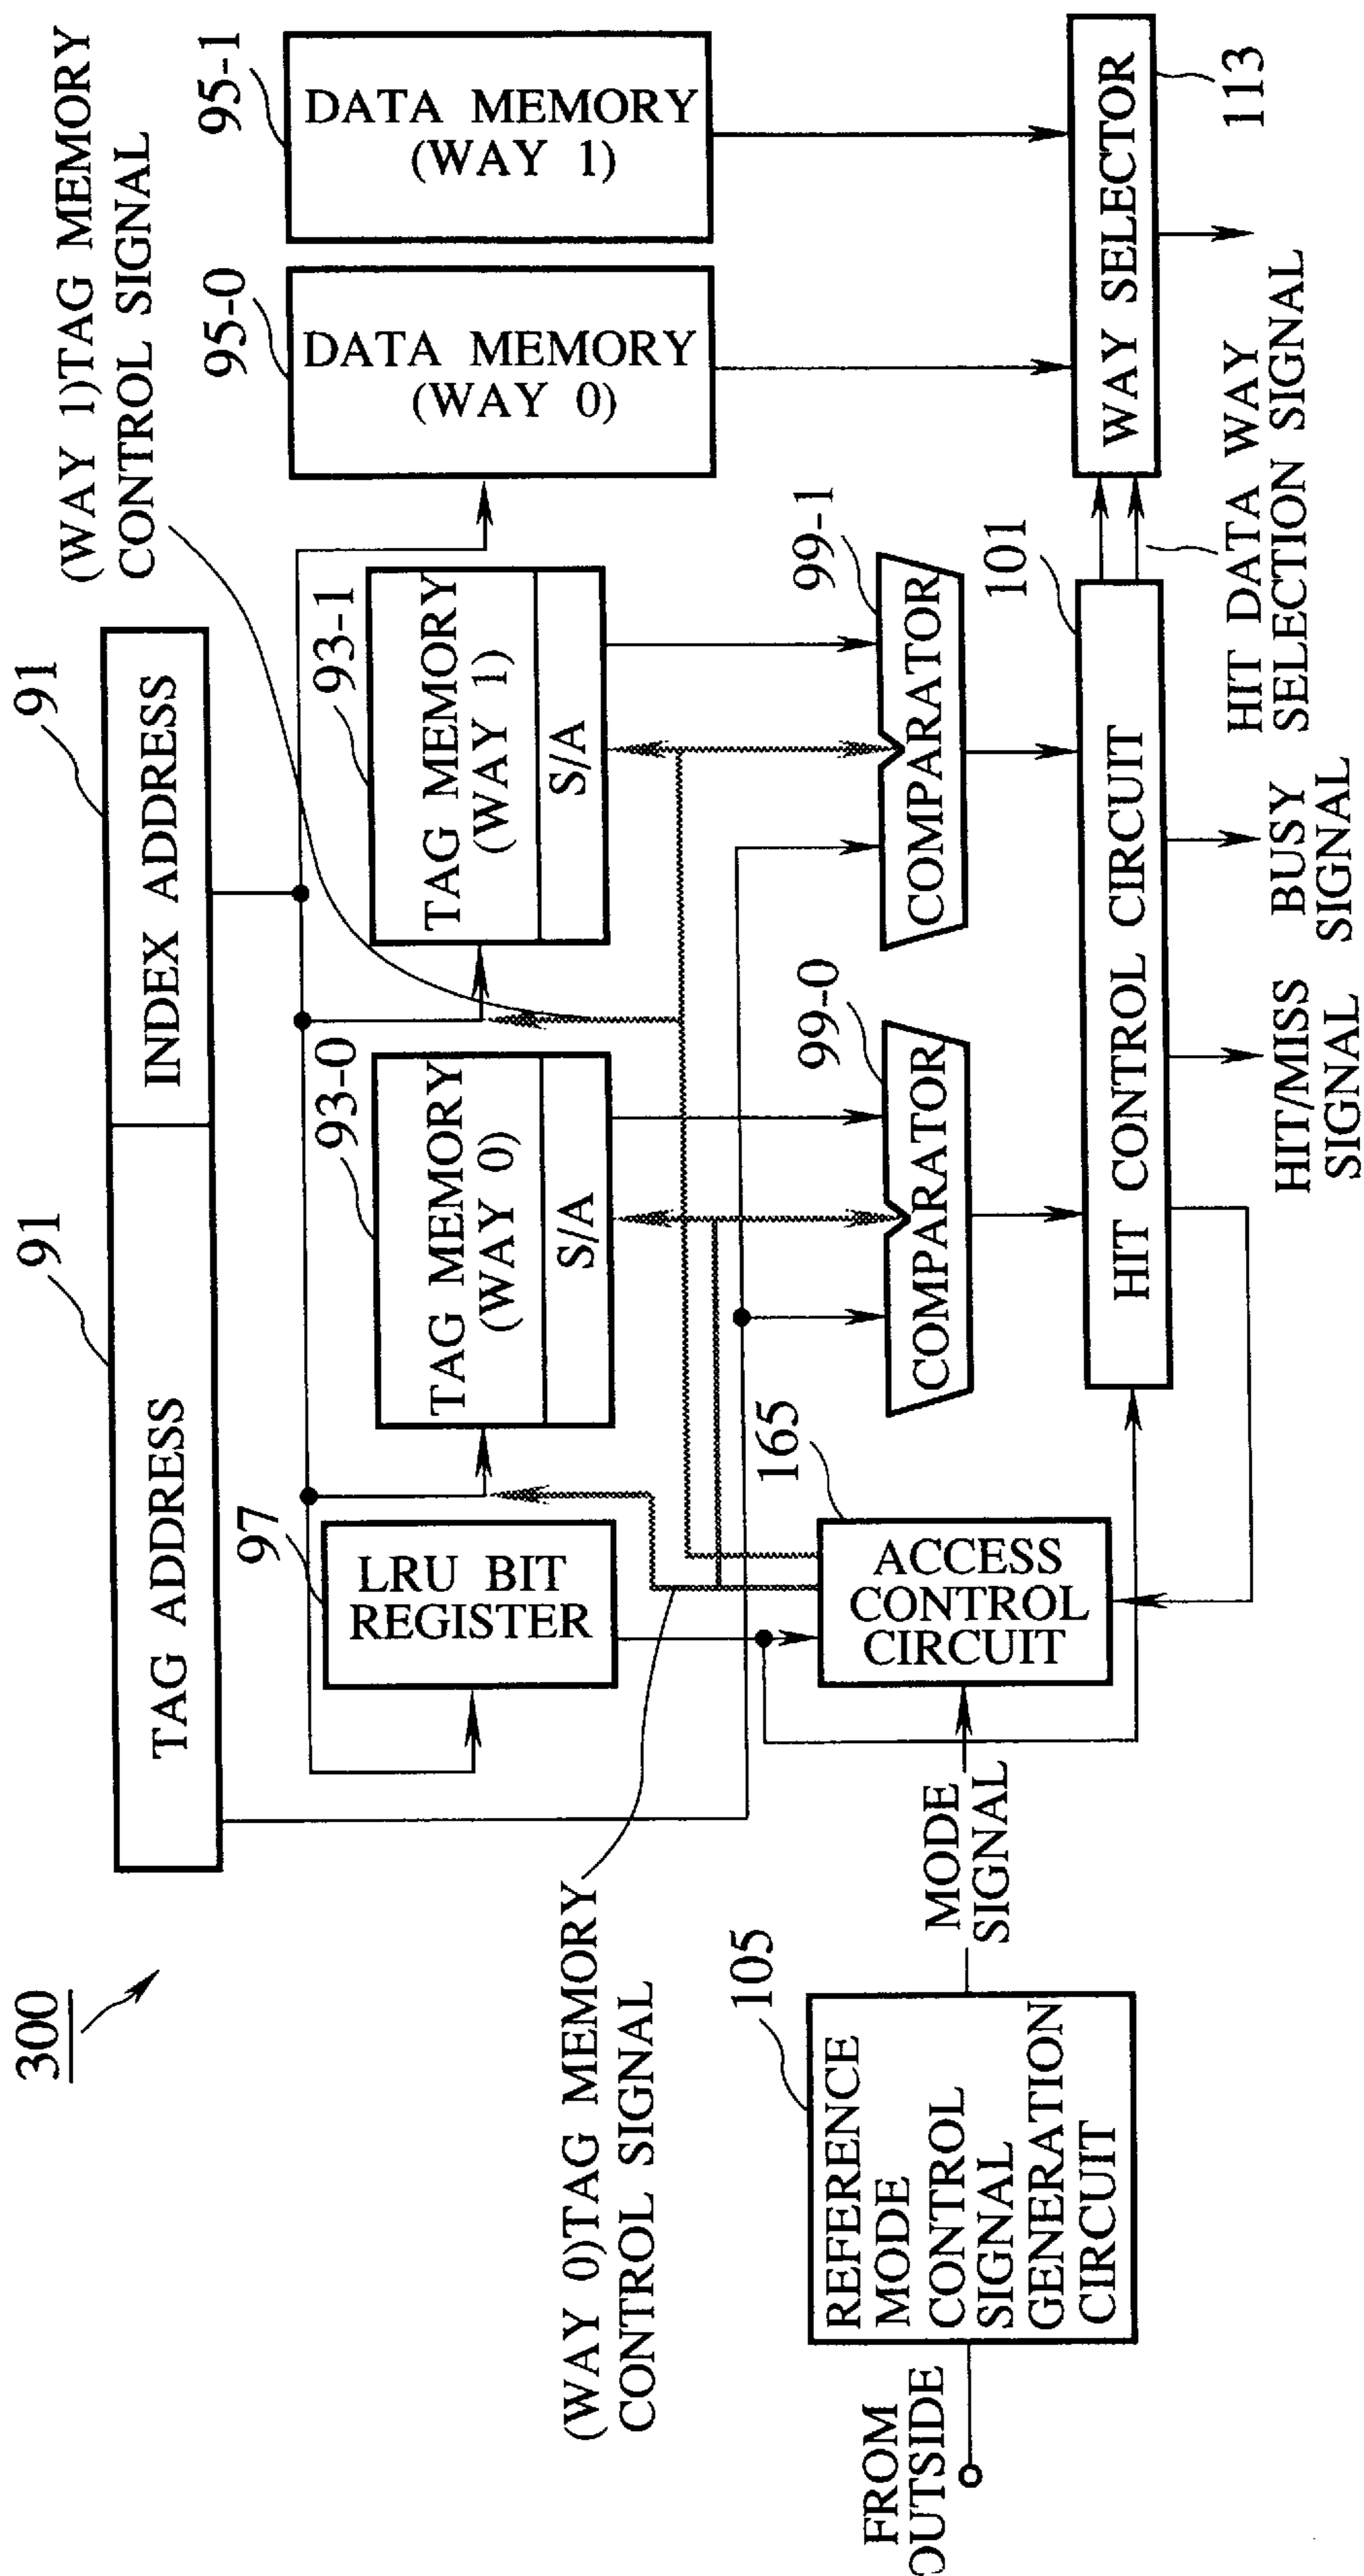 300
91
91
TAG ADDRESS
INDEX ADDRESS
(WAY 1)TAG MEMORY
CONTROL SIGNAL
97
LRU BIT
REGISTER
93-0
TAG MEMORY
(WAY 0)
S/A
93-1
TAG MEMORY
(WAY 1)
S/A
95-0
DATA MEMORY
(WAY 0)
95-1
DATA MEMORY
(WAY 1)
(WAY 0)TAG MEMORY
CONTROL SIGNAL
105
REFERENCE
MODE
CONTROL
SIGNAL
GENERATION
CIRCUIT
FROM
OUTSIDE
MODE
SIGNAL
165
ACCESS
CONTROL
CIRCUIT
99-0
COMPARATOR
99-1
COMPARATOR
101
HIT CONTROL CIRCUIT
WAY SELECTOR
113
HIT/MISS
SIGNAL
BUSY
SIGNAL
HIT DATA WAY
SELECTION SIGNAL